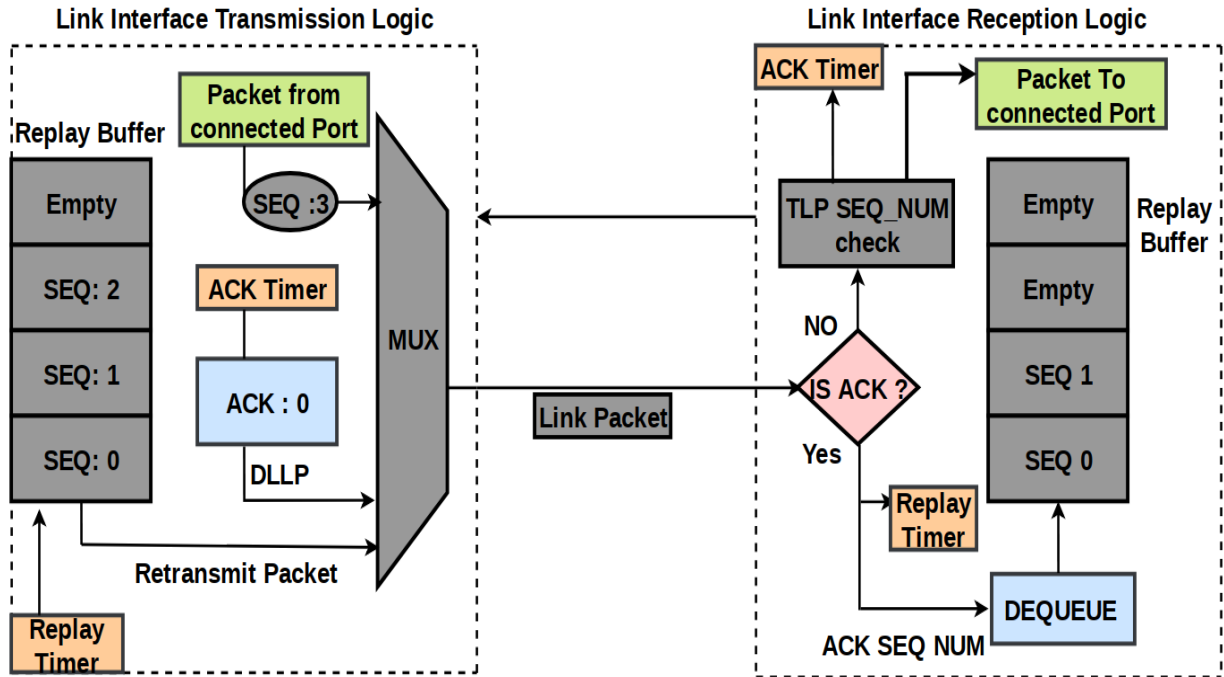 Link Interface Transmission Logic
Packet from
connected Port
Replay Buffer
Empty
SEQ: 2
SEQ: 1
SEQ: 0
SEQ :3
ACK Timer
ACK : 0
DLLP
MUX
Retransmit Packet
Replay
Timer
Link Packet
Link Interface Reception Logic
ACK Timer
Packet To
connected Port
TLP SEQ_NUM
check
NO
IS ACK ?
Yes
Replay
Timer
ACK SEQ NUM
DEQUEUE
Empty
Empty
SEQ 1
SEQ 0
Replay
Buffer